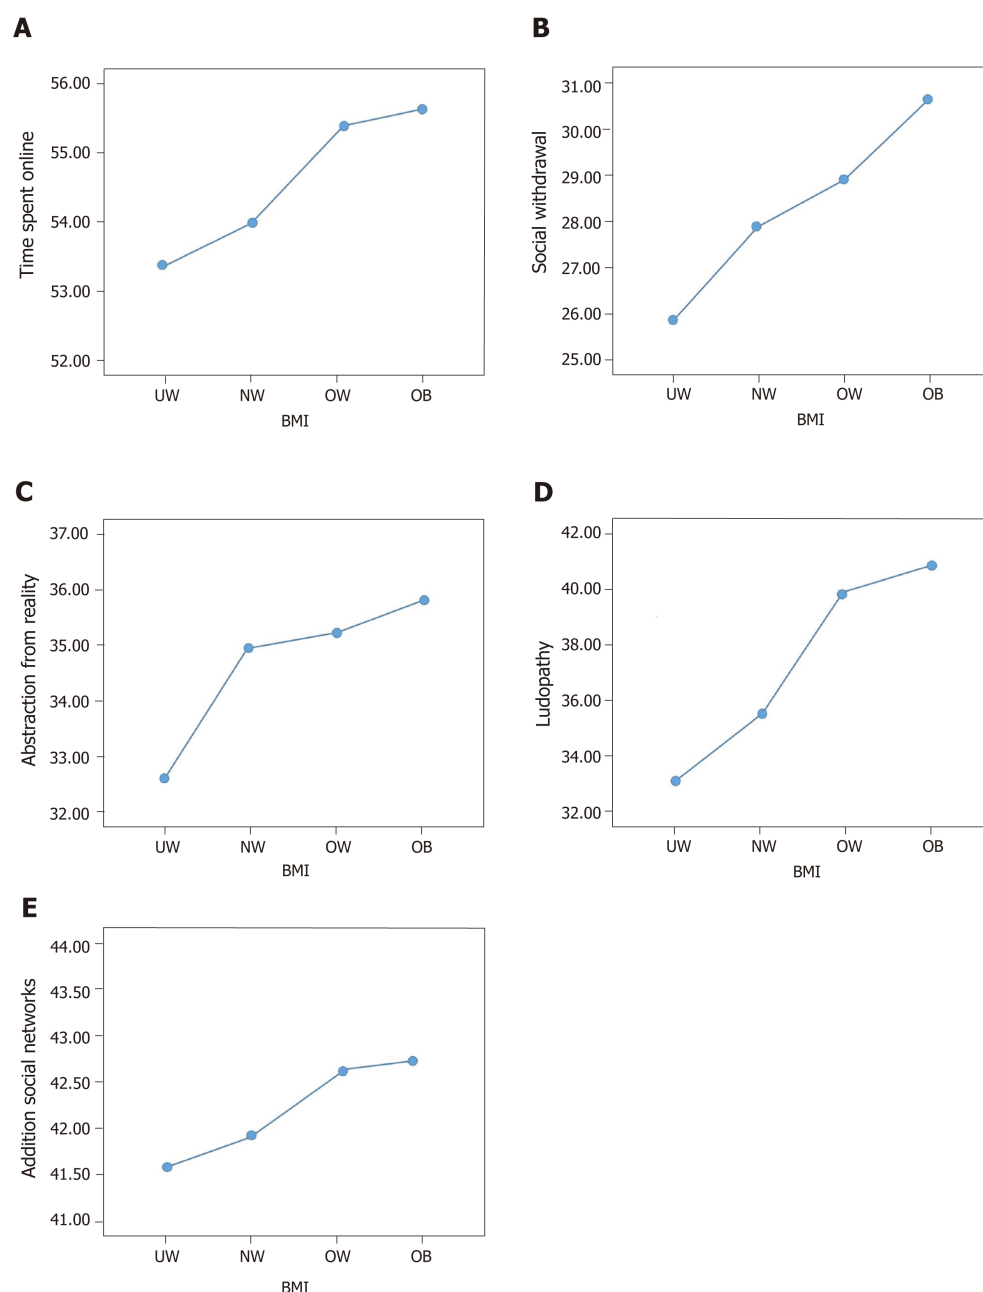 A
Time spent online
56.00
55.00
54.00
53.00
52.00
UW NW OW OB
BMI
B
Social withdrawal
31.00
30.00
29.00
28.00
27.00
26.00
25.00
UW NW OW OB
BMI
C
Abstraction from reality
37.00
36.00
35.00
34.00
33.00
32.00
UW NW OW OB
BMI
D
Ludopathy
42.00
40.00
38.00
36.00
34.00
32.00
UW NW OW OB
BMI
E
Addition social networks
44.00
43.50
43.00
42.50
42.00
41.50
41.00
UW NW OW OB
BMI